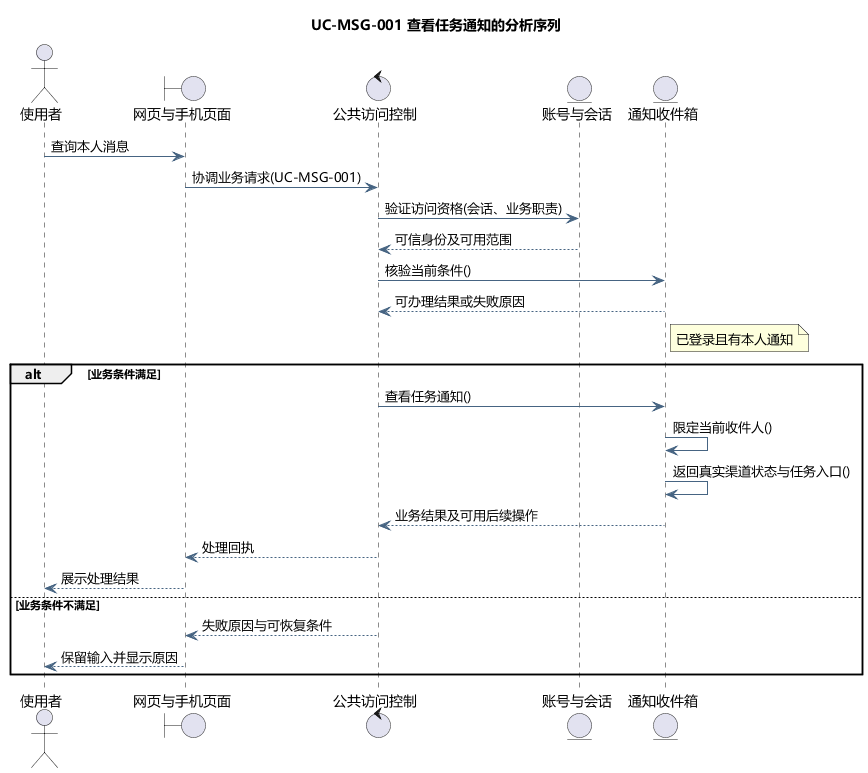 UC-MSG-001 查看任务通知的分析序列
使用者
网页与手机页面
公共访问控制
账号与会话
通知收件箱
查询本人消息
协调业务请求(UC-MSG-001)
验证访问资格(会话、业务职责)
可信身份及可用范围
核验当前条件()
可办理结果或失败原因
已登录且有本人通知
alt [业务条件满足]
查看任务通知()
限定当前收件人()
返回真实渠道状态与任务入口()
业务结果及可用后续操作
处理回执
展示处理结果
[业务条件不满足]
失败原因与可恢复条件
保留输入并显示原因
使用者
网页与手机页面
公共访问控制
账号与会话
通知收件箱